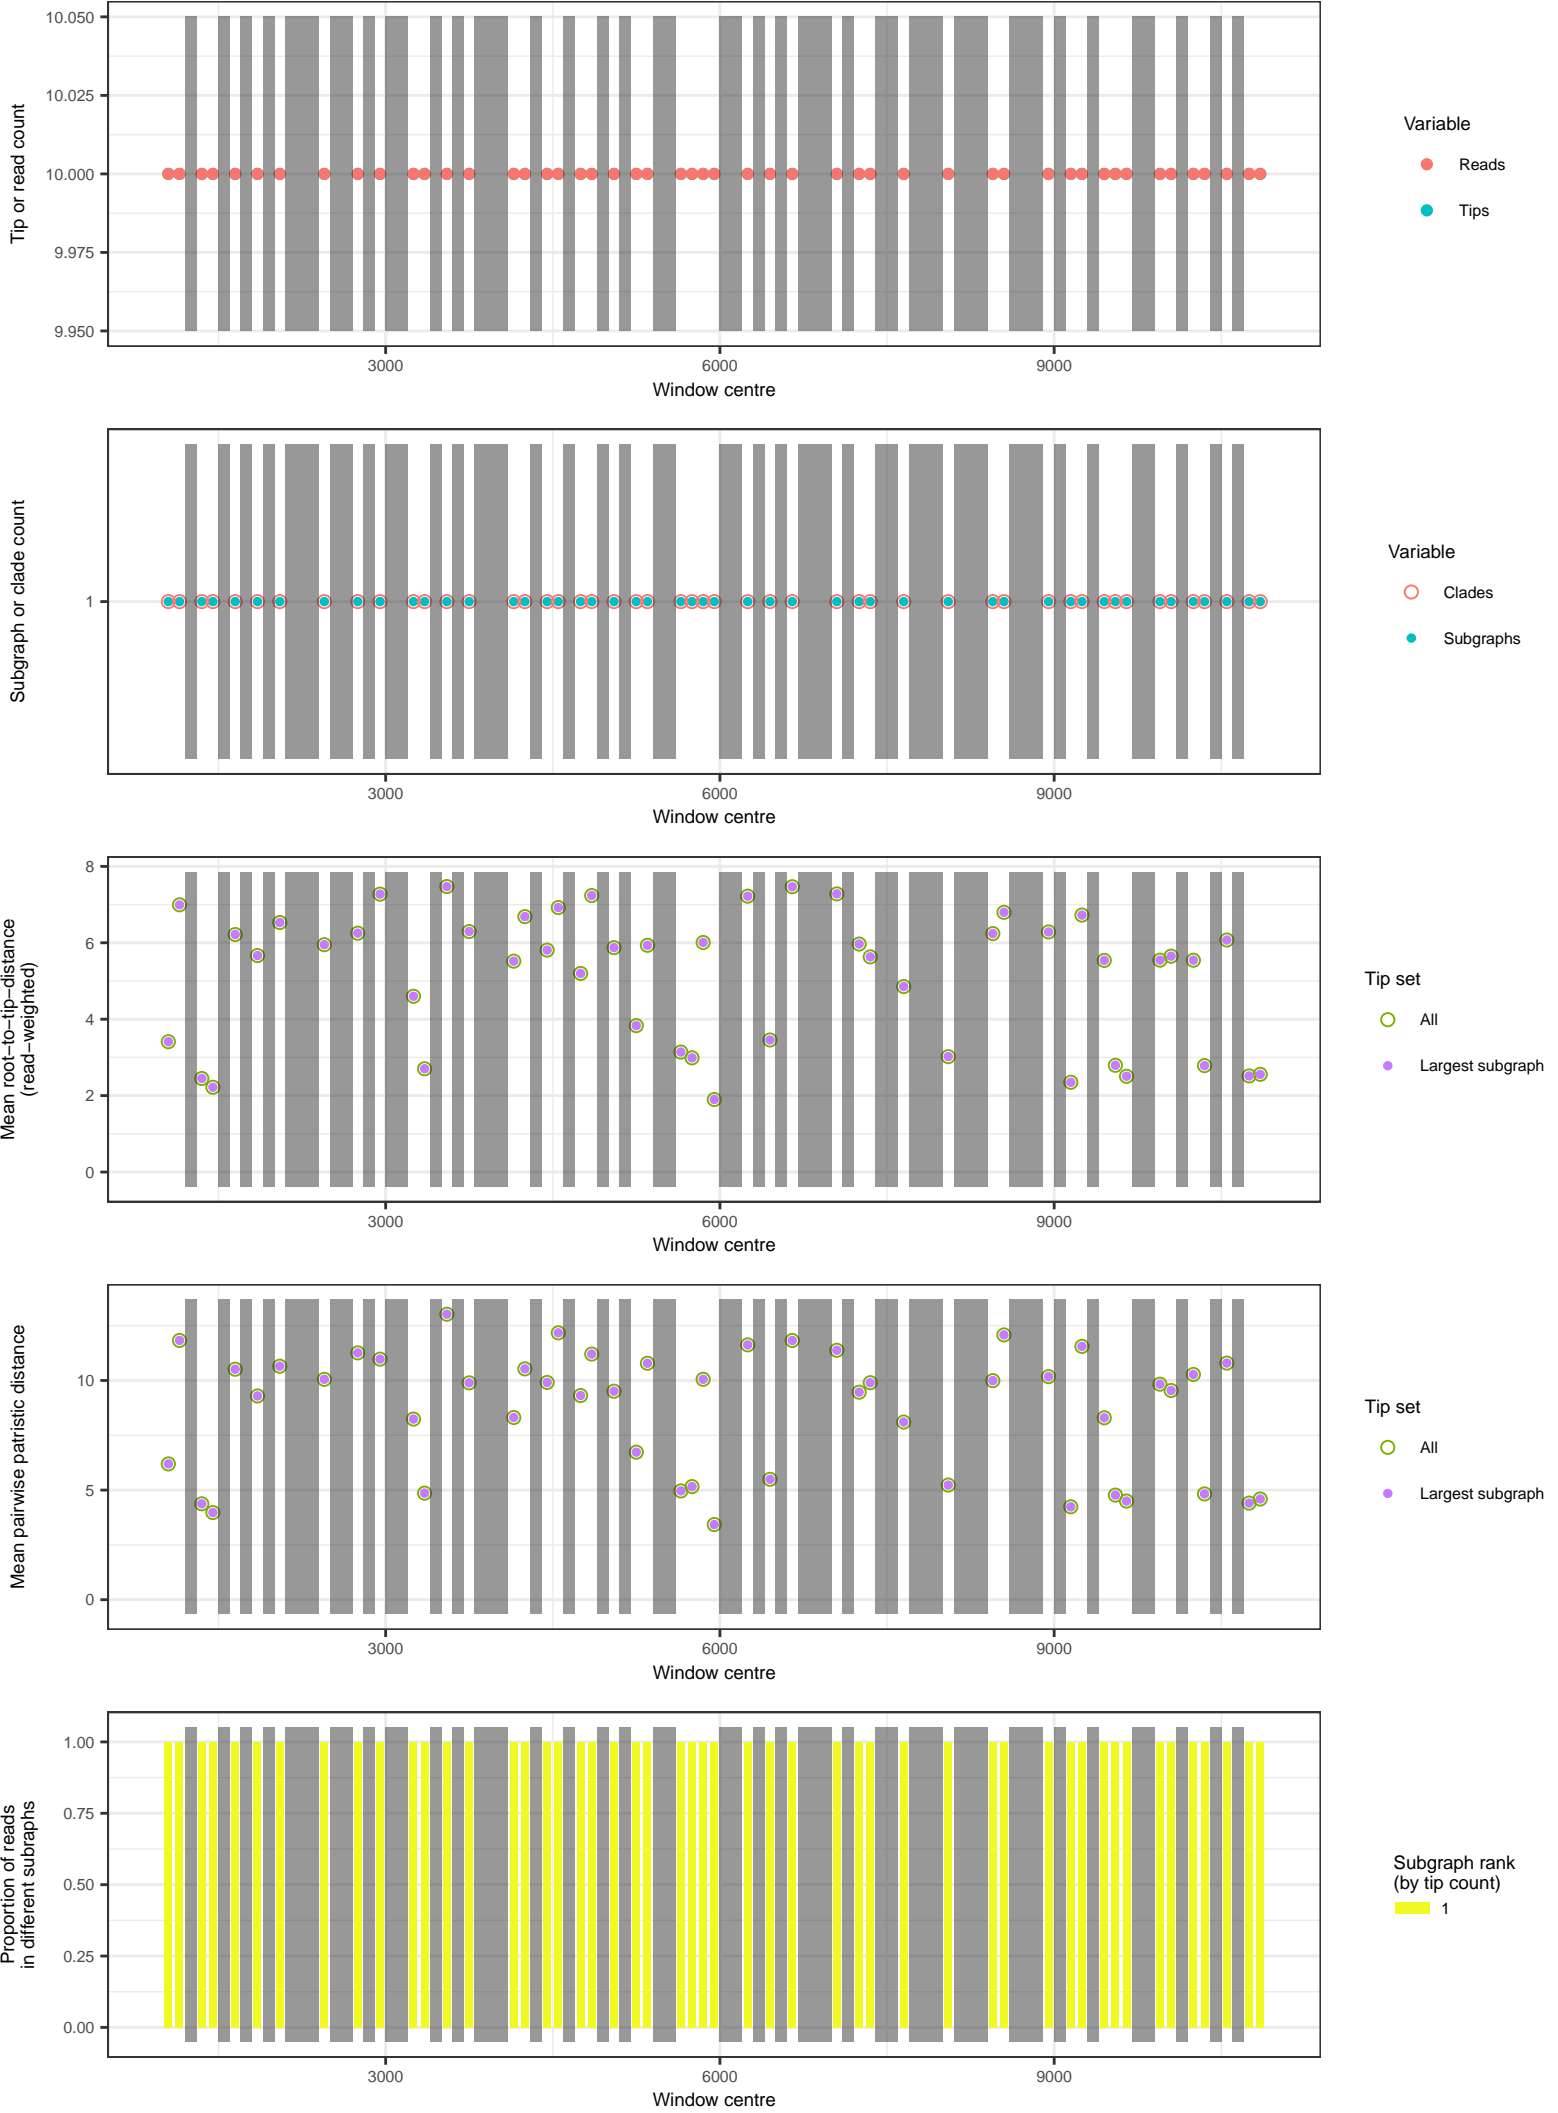 10.050
10.025
10.000
9.975
9.950
Tip or read count
3000
6000
9000
Window centre
Variable
Reads
Tips
1
Subgraph or clade count
3000
6000
9000
Window centre
Variable
Clades
Subgraphs
8
6
4
2
0
Mean root−to−tip−distance
(read−weighted)
3000
6000
9000
Window centre
Tip set
All
Largest subgraph
10
5
0
Mean pairwise patristic distance
3000
6000
9000
Window centre
Tip set
All
Largest subgraph
1.00
0.75
0.50
0.25
0.00
Proportion of reads
in different subraphs
3000
6000
9000
Window centre
Subgraph rank
(by tip count)
1